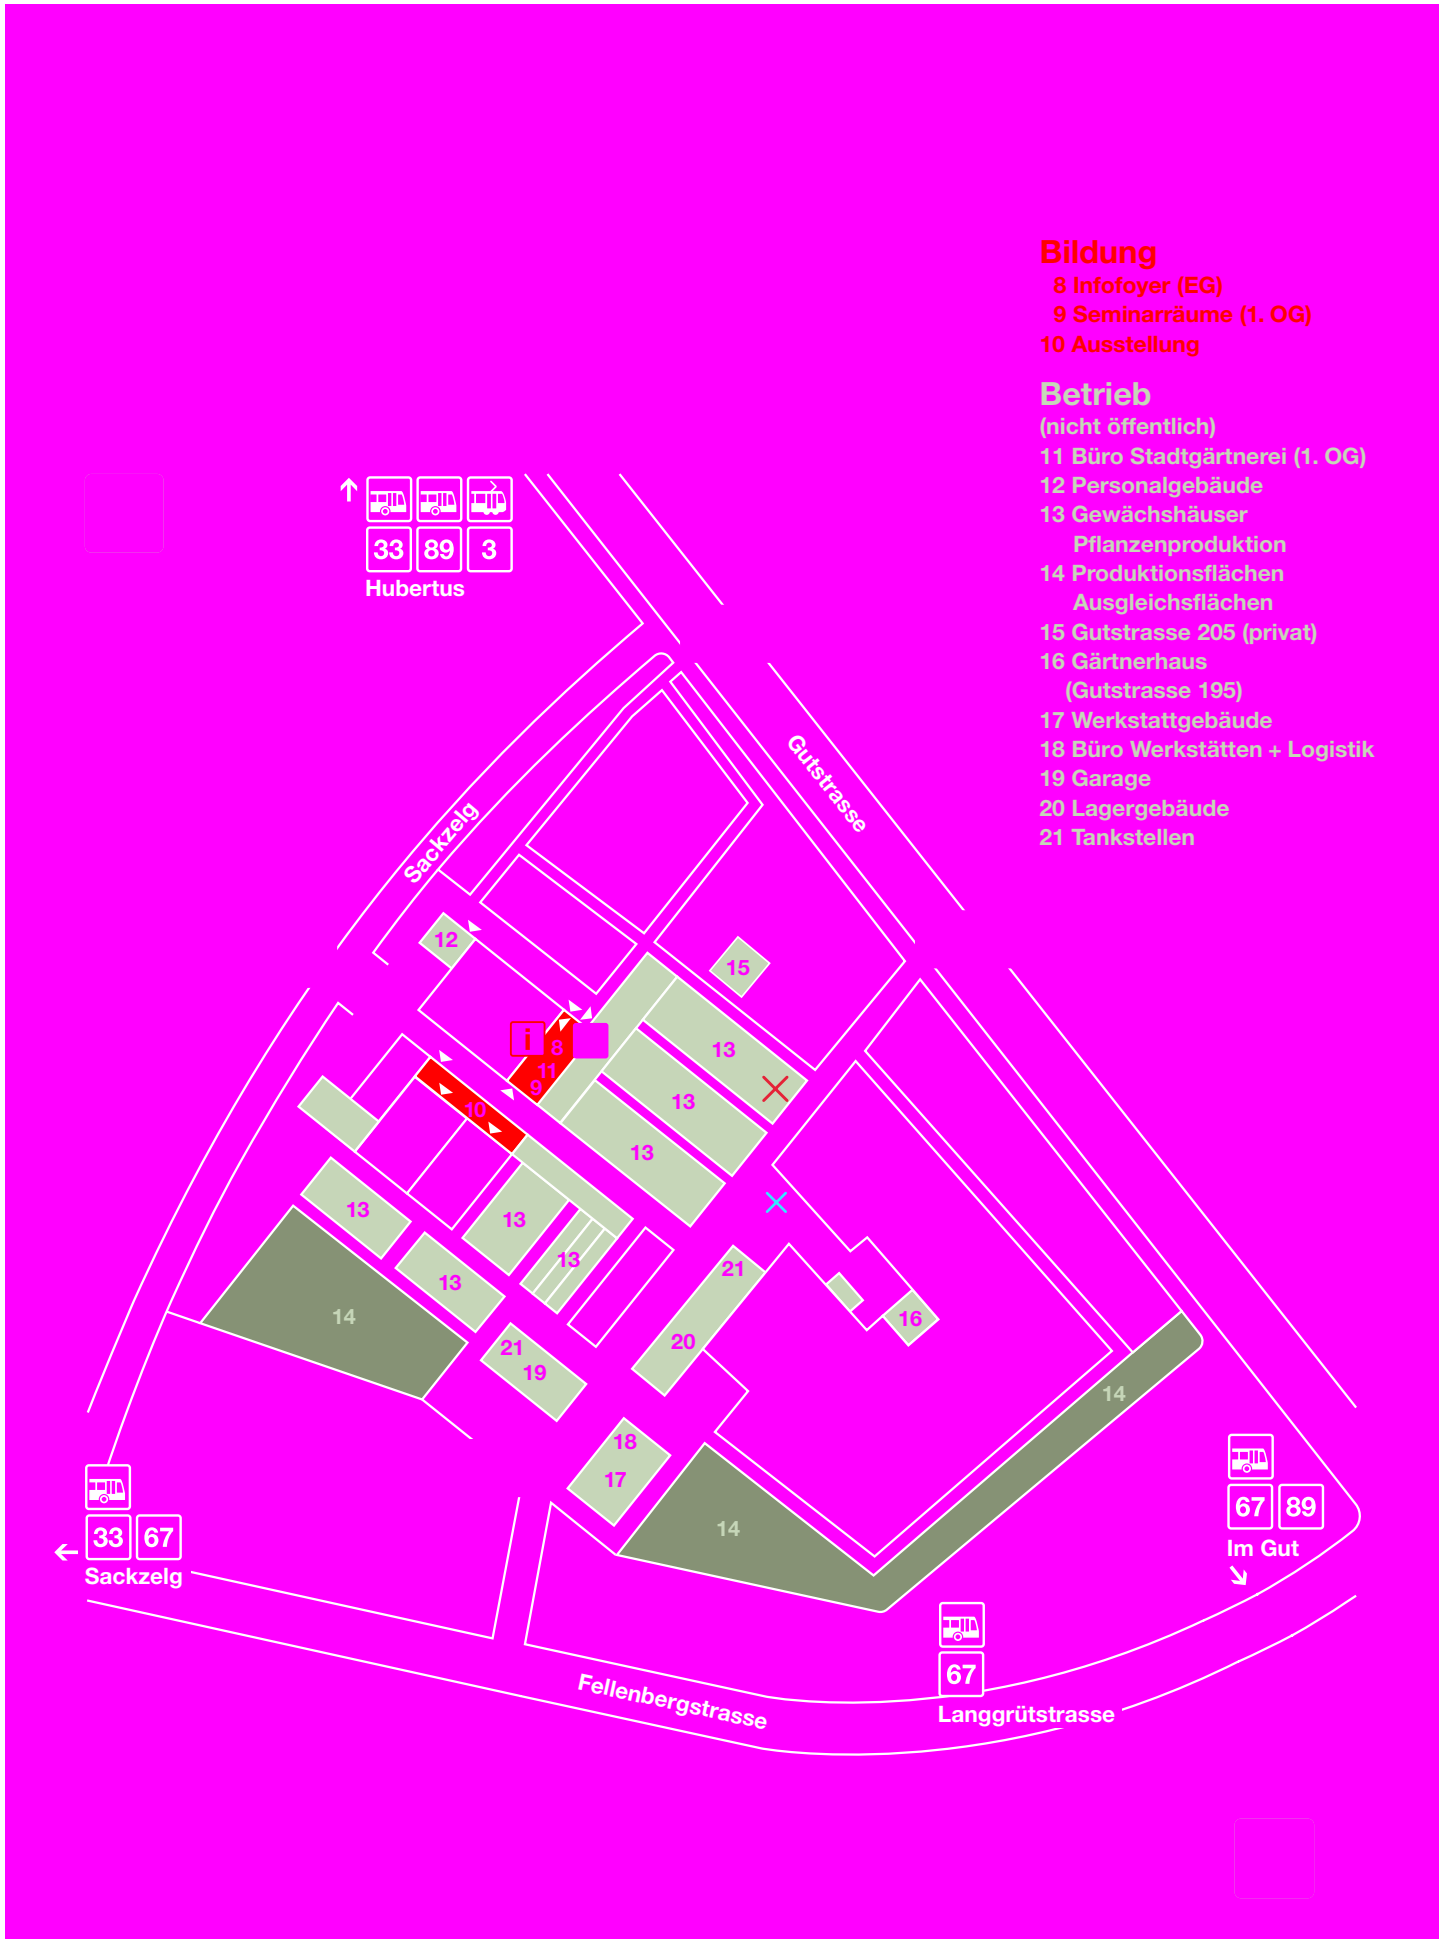 Bildung
8 Infofoyer (EG)
9 Seminarräume (1. OG)
10 Ausstellung
Betrieb
(nicht öffentlich)
11 Büro Stadtgärtnerei (1. OG)
12 Personalgebäude
13 Gewächshäuser
Pflanzenproduktion
14 Produktionsflächen
Ausgleichsflächen
15 Gutstrasse 205 (privat)
16 Gärtnerhaus
(Gutstrasse 195)
17 Werkstattgebäude
18 Büro Werkstätten + Logistik
19 Garage
20 Lagergebäude
21 Tankstellen
33 89 3
Hubertus
Gutstrasse
Sackzelg
12
15
i
8
11
9
13
10
13
13
13
13
13
13
14
21
20
16
21
19
14
18
17
14
33 67
Sackzelg
67 89
Im Gut
67
Langgrütstrasse
Fellenbergstrasse